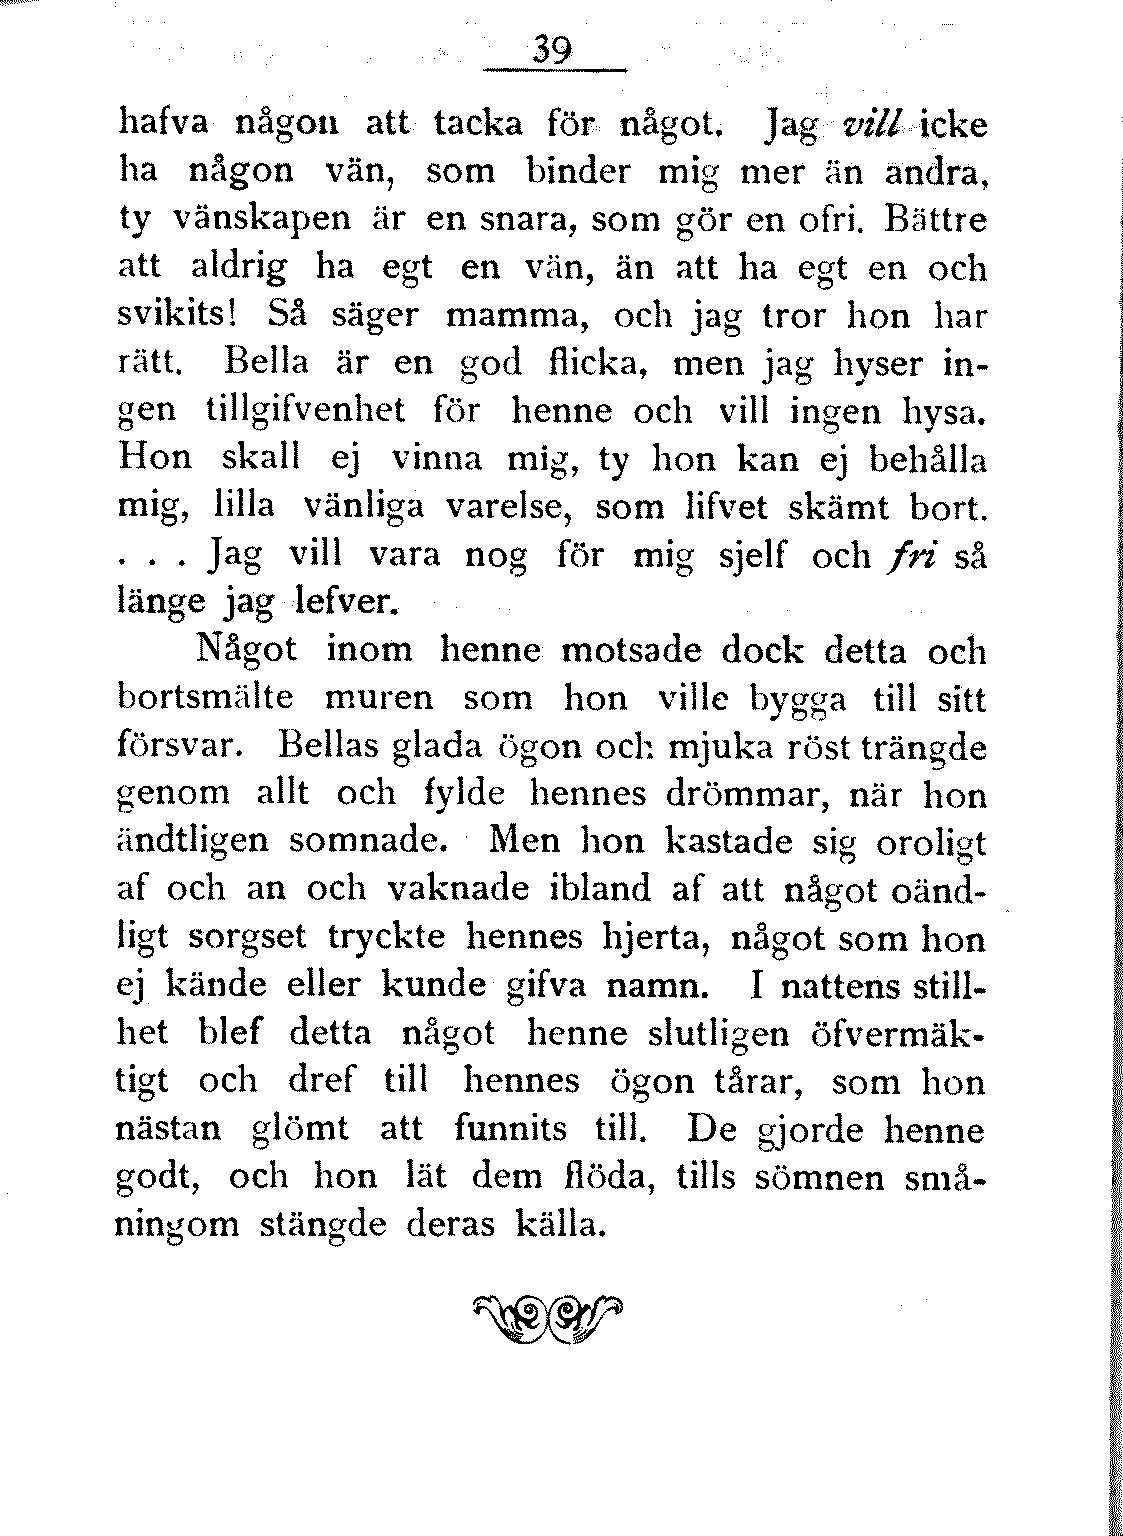 39
hafva någon att tacka för något. Jag vill icke
ha någon vän, som binder mig mer än andra,
ty vänskapen är en snara, som gör en ofri. Bättre
att aldrig ha egt en vän, än att ha egt en och
svikits! Så säger mamma, och jag tror hon har
rätt. Bella är en god flicka, men jag hyser in-
gen tillgifvenhet för henne och vill ingen hysa.
Hon skall ej vinna mig, ty hon kan ej behålla
mig, lilla vänliga varelse, som lifvet skämt bort.
. . . Jag vill vara nog för mig sjelf och fri så
länge jag lefver.
Något inom henne motsade dock detta och
bortsmälte muren som hon ville bygga till sitt
försvar. Bellas glada ögon och mjuka röst trängde
genom allt och fylde hennes drömmar, när hon
ändtligen somnade. Men hon kastade sig oroligt
af och an och vaknade ibland af att något oänd-
ligt sorgset tryckte hennes hjerta, något som hon
ej kände eller kunde gifva namn. I nattens still-
het blef detta något henne slutligen öfvermäk-
tigt och dref till hennes ögon tårar, som hon
nästan glömt att funnits till. De gjorde henne
godt, och hon lät dem flöda, tills sömnen små-
ningom stängde deras källa.